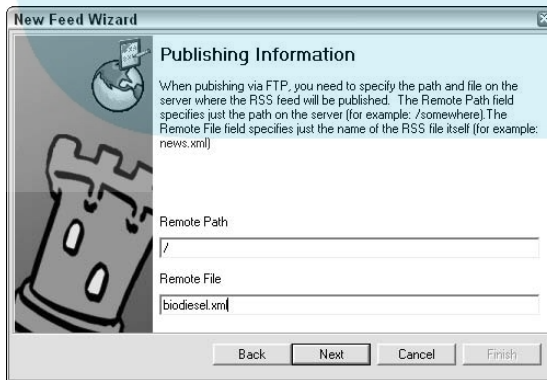 New Feed Wizard
Publishing Information
When pubishing via FTP, you need to specify the path and file on the
server where the RSS feed will be published. The Remote Path field
specifies just the path on the server (for example: /somewhere).The
Remote File field specifies just the name of the RSS file itself (for example:
news.xml)
Remote Path
/
Remote File
biodiesel.xml
Back Next Cancel Finish